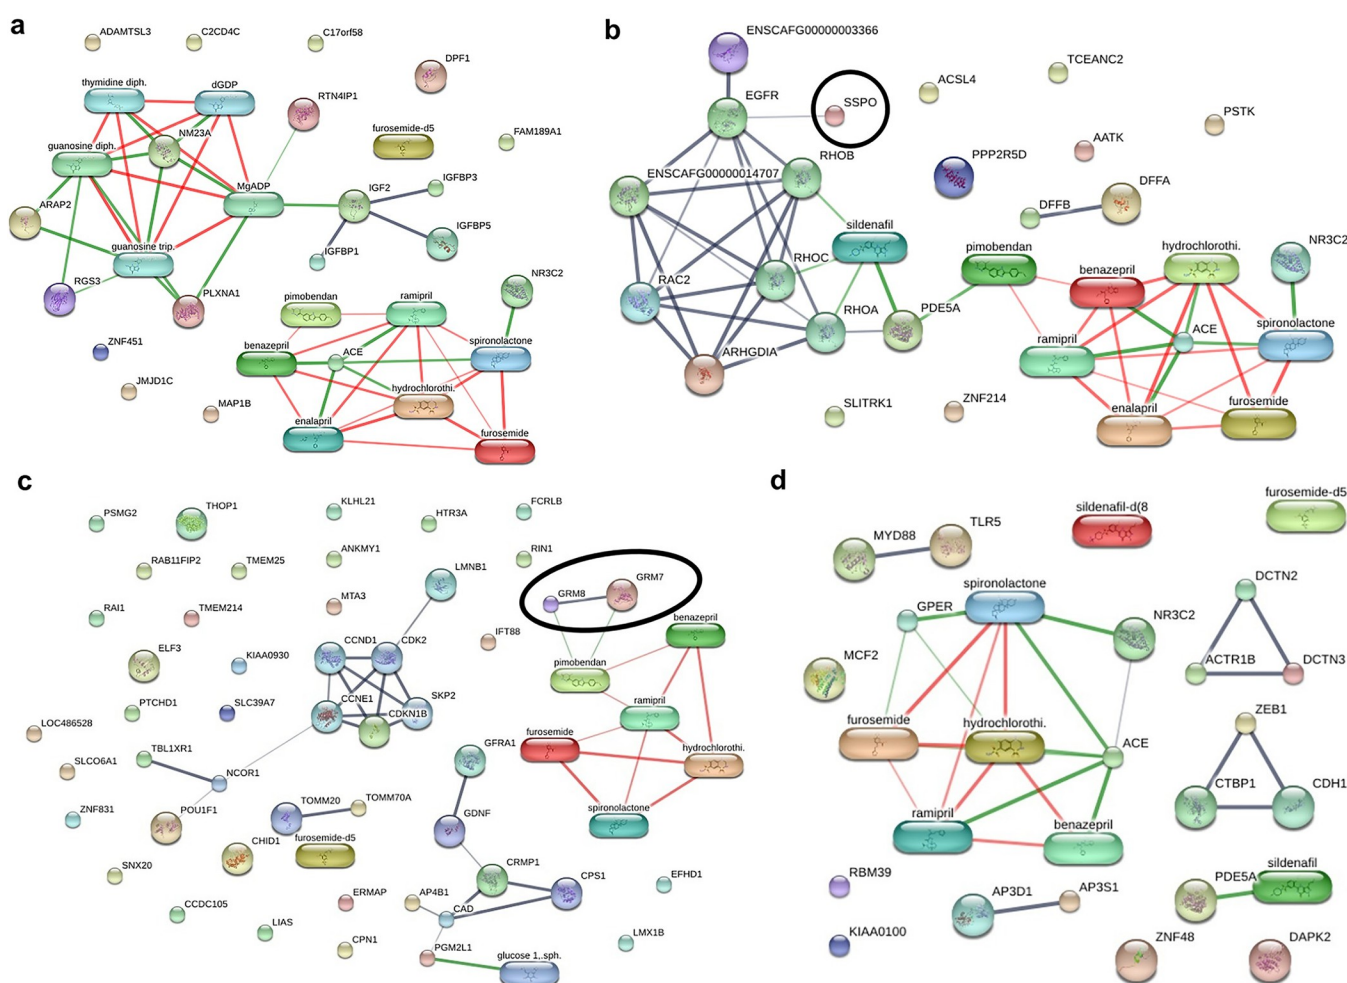 a
ADAMTSL3
C2CD4C
C17orf58
DPF1
thymidine diph.
dGDP
RTN4IP1
NM23A
furosemide-d5
FAM189A1
guanosine diph.
MgADP
IGF2
IGFBP3
ARAP2
IGFBP5
guanosine trip.
IGFBP1
RGS3
PLXNA1
NR3C2
pimobendan
ramipril
ZNF451
benazepril
ACE
spironolactone
JMJD1C
hydrochlorothi.
MAP1B
enalapril
furosemide
b
ENSCAFG00000003366
TCEANC2
ACSL4
EGFR
SSPO
PSTK
AATK
RHOB
PPP2R5D
ENSCAFG00000014707
DFFA
DFFB
sildenafil
pimobendan
hydrochlorothi.
NR3C2
benazepril
RHOC
RAC2
RHOA
PDE5A
ACE
spironolactone
ramipril
ARHGDIA
SLITRK1
ZNF214
enalapril
furosemide
c
PSMG2
THOP1
KLHL21
HTR3A
FCRLB
RAB11FIP2
TMEM25
ANKMY1
RIN1
LMNB1
GRM7
GRM8
RAI1
TMEM214
MTA3
benazepril
IFT88
ELF3
KIAA0930
CCND1
CDK2
pimobendan
PTCHD1
SLC39A7
CCNE1
SKP2
CDKN1B
ramipril
LOC486528
furosemide
hydrochlorothi.
TBL1XR1
GFRA1
SLCO6A1
NCOR1
ZNF831
POU1F1
TOMM20
TOMM70A
GDNF
spironolactone
CHID1
furosemide-d5
SNX20
CRMP1
CPS1
EFHD1
ERMAP
AP4B1
CAD
CCDC105
LIAS
CPN1
PGM2L1
LMX1B
glucose 1,.sph.
d
sildenafil-d(8
furosemide-d5
TLR5
MYD88
spironolactone
DCTN2
GPER
NR3C2
MCF2
ACTR1B
DCTN3
furosemide
hydrochlorothi.
ZEB1
ACE
CTBP1
CDH1
ramipril
benazepril
sildenafil
RBM39
AP3D1
AP3S1
PDE5A
KIAA0100
ZNF48
DAPK2